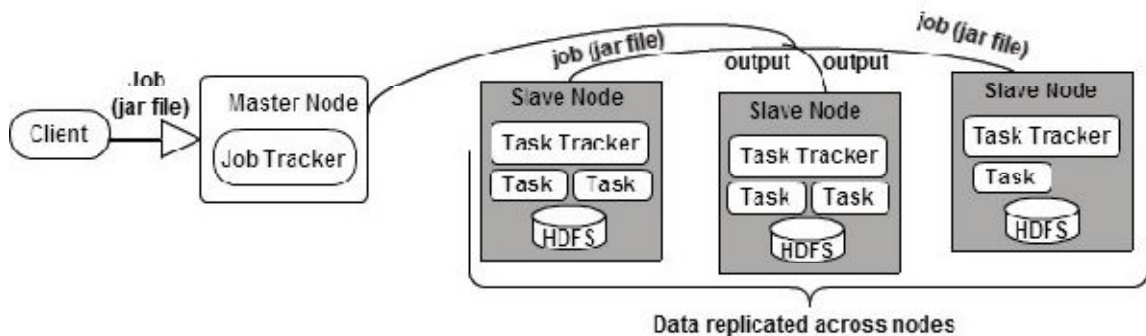 Client
Job
(jar file)
Master Node
Job Tracker
job (jar file)
output
output
job (jar file)
Slave Node
Task Tracker
Task
Task
HDFS
Slave Node
Task Tracker
Task
Task
HDFS
Slave Node
Task Tracker
Task
HDFS
Data replicated across nodes